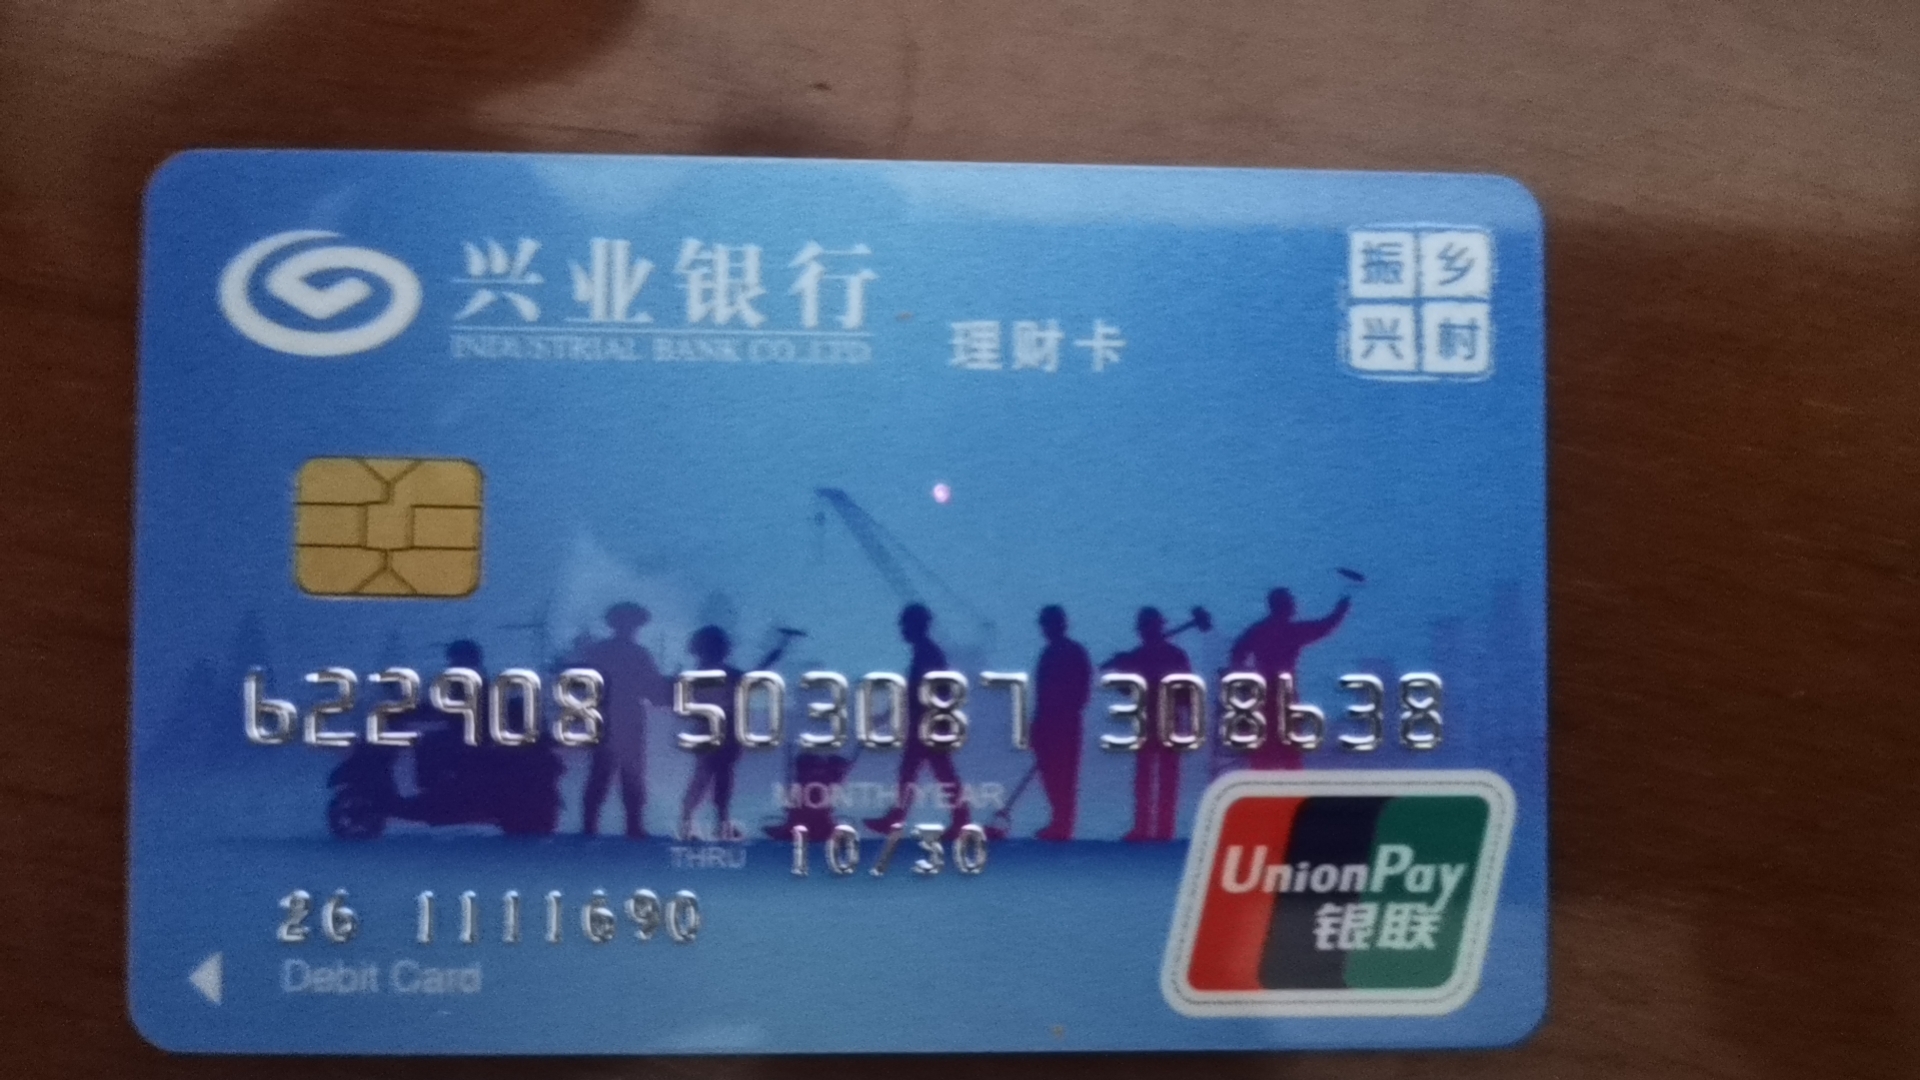 兴业银行
INDUSTRIAL BANK CO.,LTD
理财卡
振乡
兴村
622908 503087 308638
MONTH/YEAR
VALID
THRU
10/30
26 1111690
Debit Card
UnionPay
银联